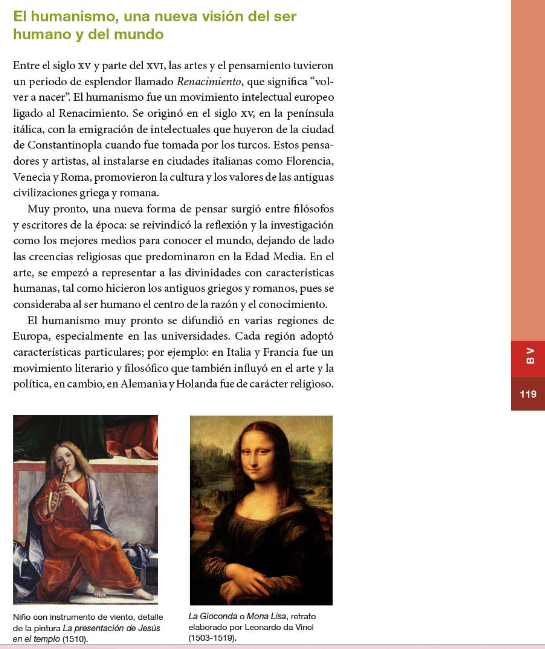 El humanismo, una nueva visión del ser
humano y del mundo
Entre el siglo XV y parte del XVI, las artes y el pensamiento tuvieron
un periodo de esplendor llamado Renacimiento, que significa “vol-
ver a nacer”. El humanismo fue un movimiento intelectual europeo
ligado al Renacimiento. Se originó en el siglo XV, en la península
itálica, con la emigración de intelectuales que huyeron de la ciudad
de Constantinopla cuando fue tomada por los turcos. Estos pensa-
dores y artistas, al instalarse en ciudades italianas como Florencia,
Venecia y Roma, promovieron la cultura y los valores de las antiguas
civilizaciones griega y romana.
Muy pronto, una nueva forma de pensar surgió entre filósofos
y escritores de la época: se reivindicó la reflexión y la investigación
como los mejores medios para conocer el mundo, dejando de lado
las creencias religiosas que predominaron en la Edad Media. En el
arte, se empezó a representar a las divinidades con características
humanas, tal como hicieron los antiguos griegos y romanos, pues se
consideraba al ser humano el centro de la razón y el conocimiento.
El humanismo muy pronto se difundió en varias regiones de
Europa, especialmente en las universidades. Cada región adoptó
características particulares; por ejemplo: en Italia y Francia fue un
movimiento literario y filosófico que también influyó en el arte y la
política, en cambio, en Alemania y Holanda fue de carácter religioso.
B V
119
Niño con instrumento de viento, detalle
de la pintura La presentación de Jesús
en el templo (1510).
La Gioconda o Mona Lisa, retrato
elaborado por Leonardo da Vinci
(1503-1519).